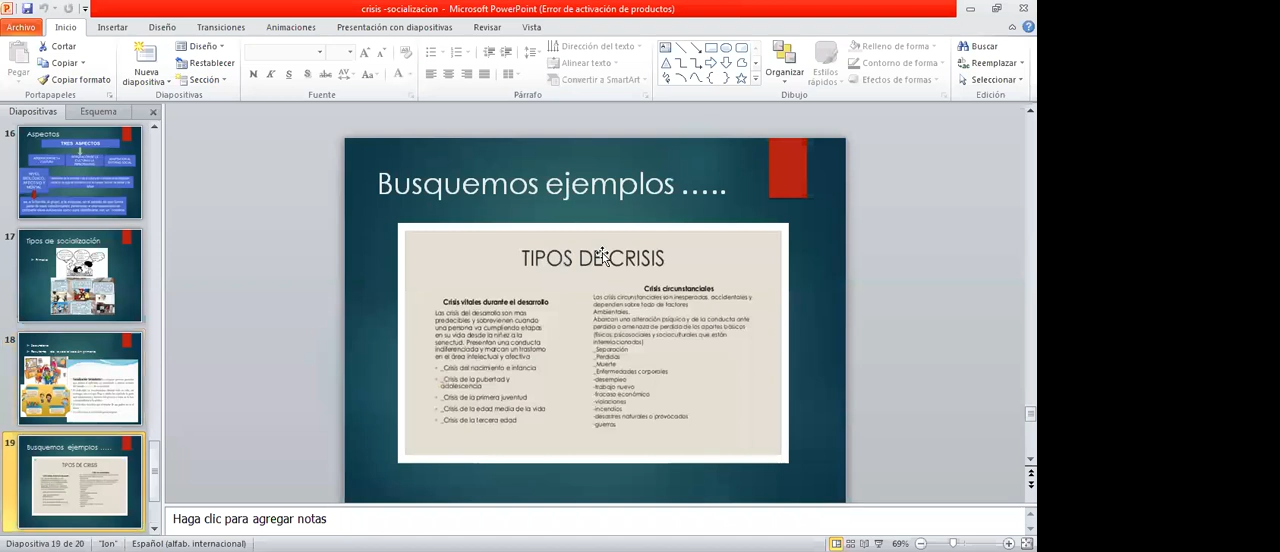 crisis -socializacion - Microsoft PowerPoint (Error de activación de productos)
Archivo Inicio Insertar Diseño Transiciones Animaciones Presentación con diapositivas Revisar Vista
Pegar
Cortar
Copiar
Copiar formato
Portapapeles
Nueva diapositiva
Diseño
Restablecer
Sección
Diapositivas
N K S S abc AV Aa A
Fuente
Dirección del texto
Alinear texto
Convertir a SmartArt
Párrafo
Organizar
Estilos rápidos
Relleno de forma
Contorno de forma
Efectos de formas
Dibujo
Buscar
Reemplazar
Seleccionar
Edición
Diapositivas Esquema
16
Aspectos
TRES ASPECTOS
17
Tipos de socialización
18
19
Busquemos ejemplos .....
TIPOS DE CRISIS
Busquemos ejemplos .....
TIPOS DE CRISIS
Crisis vitales durante el desarrollo
Las crisis del desarrollo son mas
predecibles y sobrevienen cuando
una persona va cumpliendo etapas
en su vida desde la niñez a la
senectud. Presentan una conducta
indiferenciada y marcan un trastorno
en el área intelectual y afectiva
_Crisis del nacimiento e infancia
_Crisis de la pubertad y
adolescencia
_Crisis de la primera juventud
_Crisis de la edad media de la vida
_Crisis de la tercera edad
Crisis circunstanciales
Las crisis circunstanciales son inesperadas, accidentales y
dependen sobre todo de factores
Ambientales.
Abarcan una alteración psíquica y de la conducta ante
perdida o amenaza de perdida de los aportes básicos
(físicos, psicosociales y socioculturales que están
interrelacionados)
_Separación
_Perdidas
_Muerte
_Enfermedades corporales
-desempleo
-trabajo nuevo
-fracaso económico
-violaciones
-incendios
-desastres naturales o provocados
-guerras
Haga clic para agregar notas
Diapositiva 19 de 20 "Ion" Español (alfab. internacional) 69%